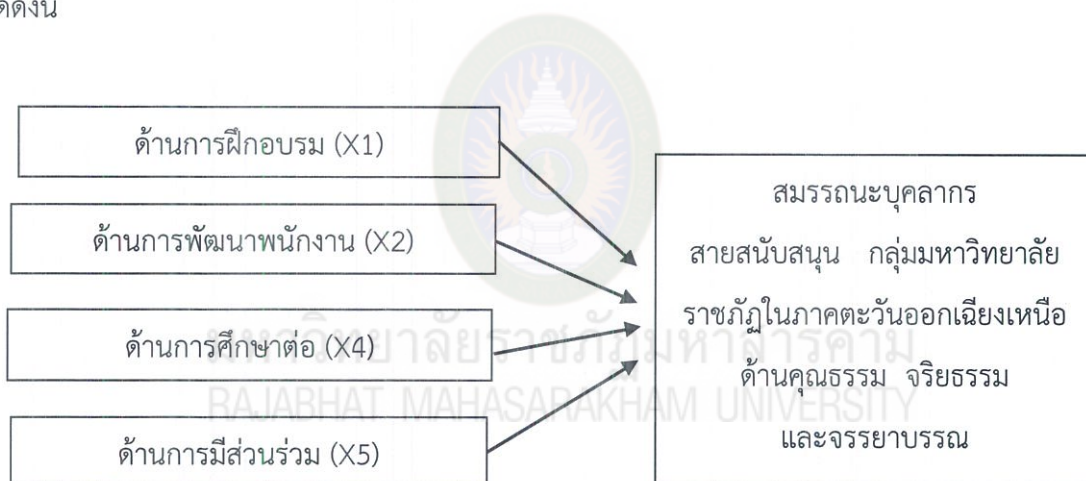 ด้านการฝึกอบรม (X1)
ด้านการพัฒนาพนักงาน (X2)
ด้านการศึกษาต่อ (X4)
ด้านการมีส่วนร่วม (X5)
สมรรถนะบุคลากร
สายสนับสนุน กลุ่มมหาวิทยาลัย
ราชภัฏในภาคตะวันออกเฉียงเหนือ
ด้านคุณธรรม จริยธรรม
และจรรยาบรรณ
มหาวิทยาลัยราชภัฏมหาสารคาม
RAJABHAT MAHASARAKHAM UNIVERSITY